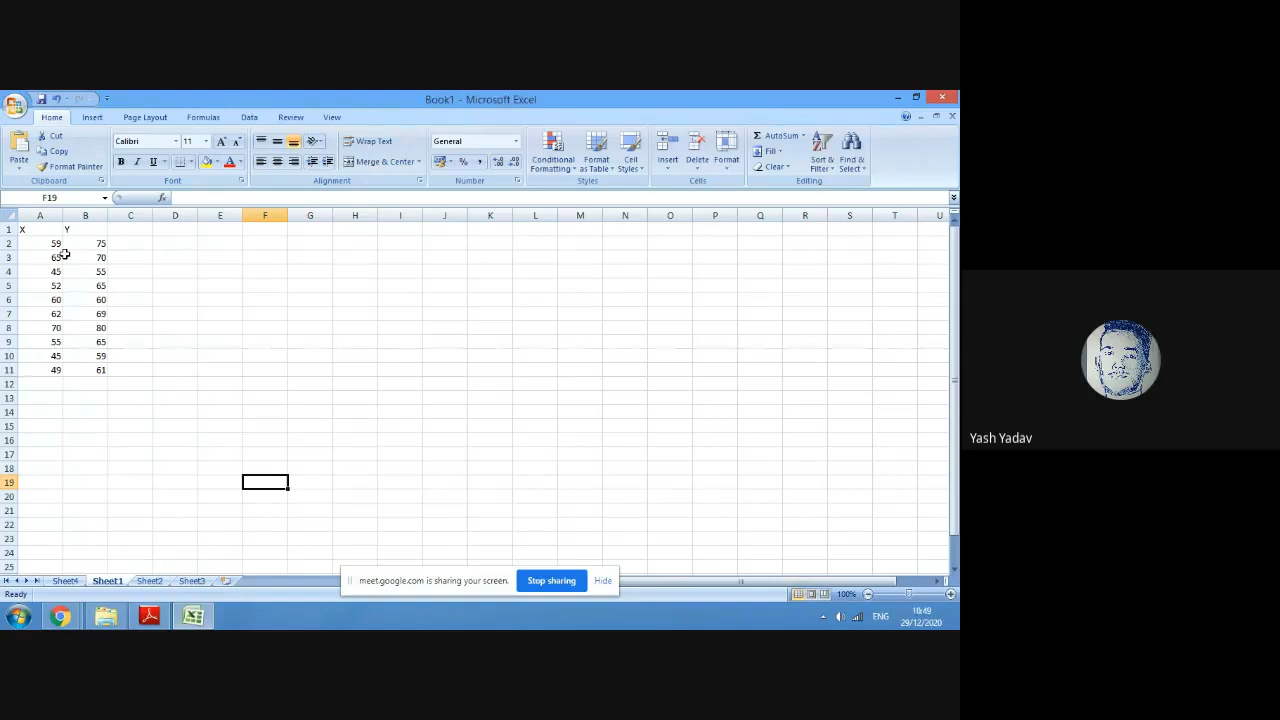 Book1 - Microsoft Excel
Home Insert Page Layout Formulas Data Review View
Paste
Cut
Copy
Format Painter
Clipboard
Calibri 11
Font
Wrap Text
Merge & Center
Alignment
General
Number
Conditional Formatting
Format as Table
Cell Styles
Styles
Insert Delete Format
Cells
AutoSum
Fill
Clear
Sort & Filter
Find & Select
Editing
F19 fx
A B C D E F G H I J K L M N O P Q R S T U
1 X Y
2 59 75
3 65 70
4 45 55
5 52 65
6 60 60
7 62 69
8 70 80
9 55 65
10 45 59
11 49 61
12
13
14
15
16
17
18
19
20
21
22
23
24
25
Sheet4 Sheet1 Sheet2 Sheet3
meet.google.com is sharing your screen. Stop sharing Hide
Ready 100%
ENG
10:49
29/12/2020
Yash Yadav